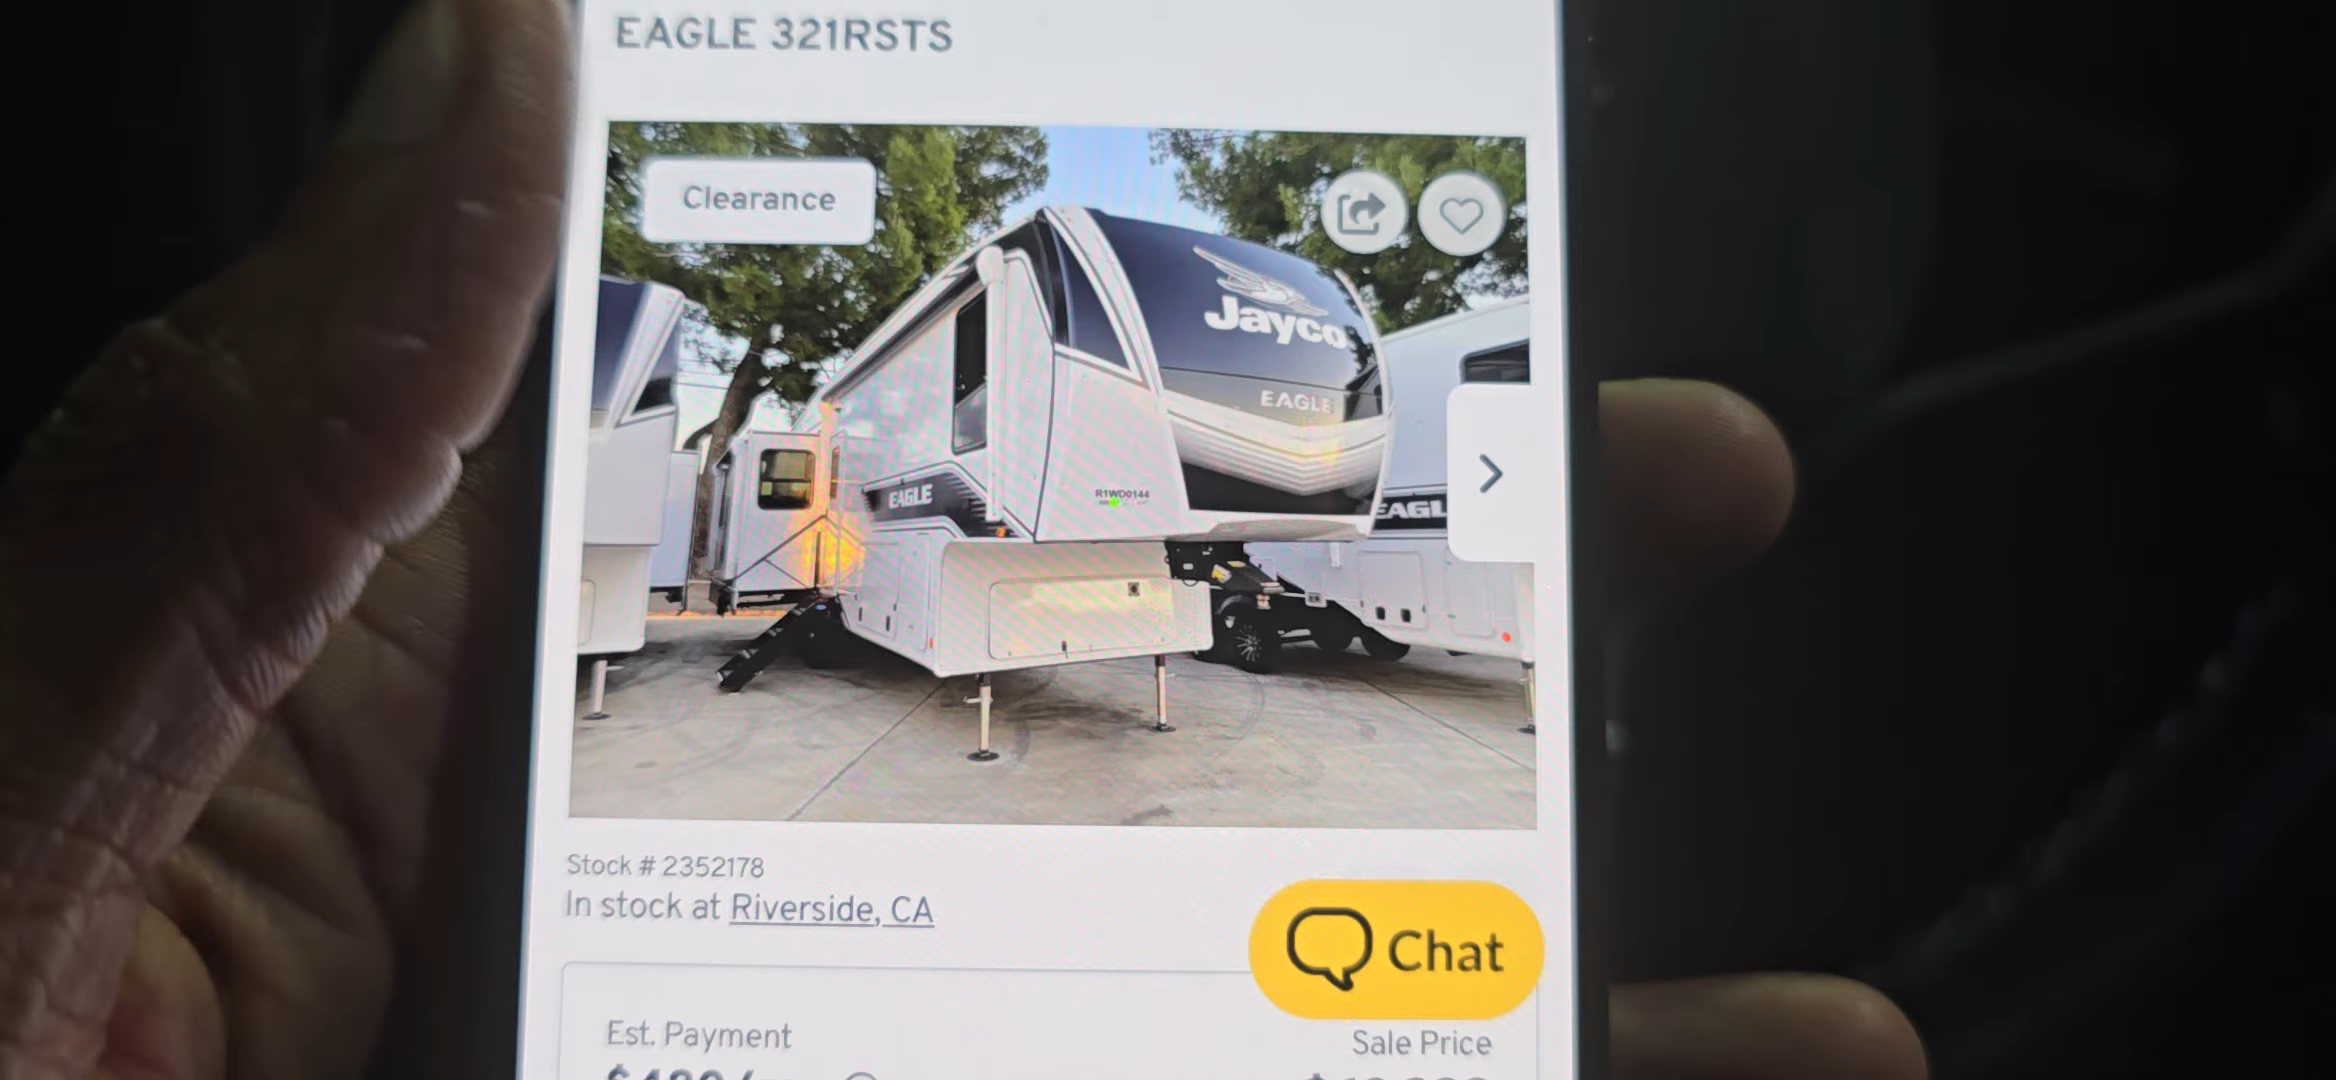 EAGLE 321RSTS
Clearance
Jayco
EAGLE
EAGLE
R1WD0144
EAGL
Stock # 2352178
In stock at Riverside, CA
Chat
Est. Payment
Sale Price